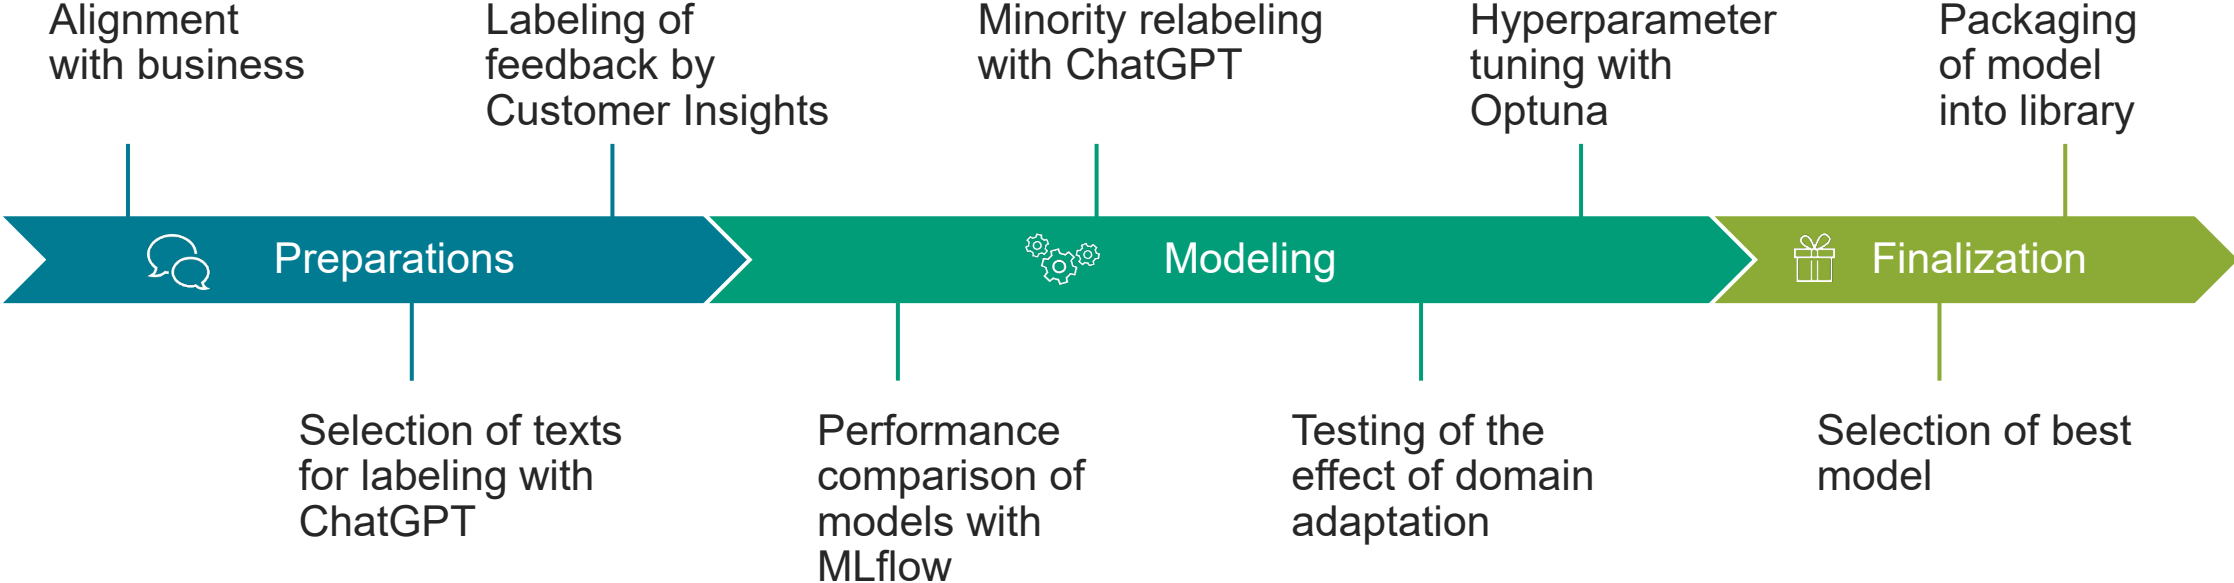 Alignment
with business
Labeling of
feedback by
Customer Insights
Minority relabeling
with ChatGPT
Hyperparameter
tuning with
Optuna
Packaging
of model
into library
Preparations
Modeling
Finalization
Selection of texts
for labeling with
ChatGPT
Performance
comparison of
models with
MLflow
Testing of the
effect of domain
adaptation
Selection of best
model